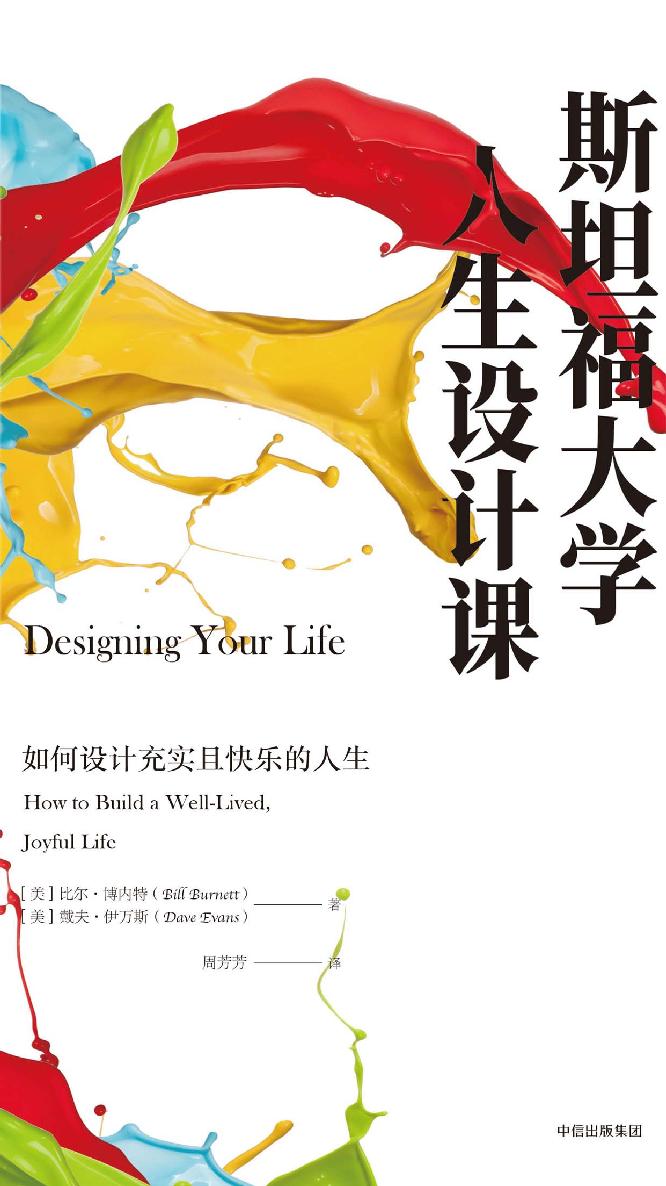 斯坦福大学
人生设计课
Designing Your Life
如何设计充实且快乐的人生
How to Build a Well-Lived,
Joyful Life
[ 美 ] 比尔·博内特（Bill Burnett）
[ 美 ] 戴夫·伊万斯（Dave Evans）
著
周芳芳 译
中信出版集团